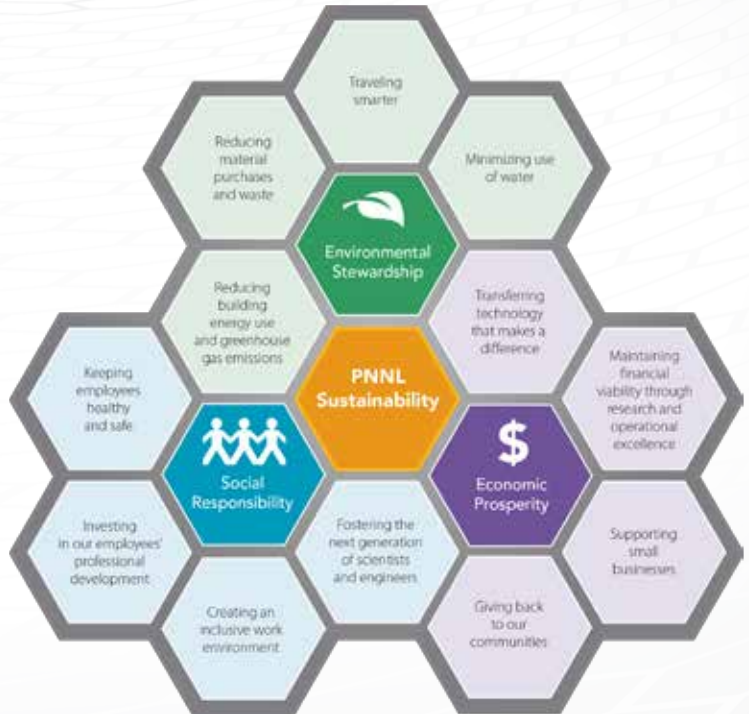 Traveling
smarter
Reducing
material
purchases
and waste
Minimizing use
of water
Environmental
Stewardship
Reducing
building
energy use
and greenhouse
gas emissions
Transferring
technology
that makes a
difference
Keeping
employees
healthy
and safe
PNNL
Sustainability
Maintaining
financial
viability through
research and
operational
excellence
Social
Responsibility
$
Economic
Prosperity
Investing
in our employees'
professional
development
Fostering the
next generation
of scientists
and engineers
Supporting
small
businesses
Creating an
inclusive work
environment
Giving back
to our
communities